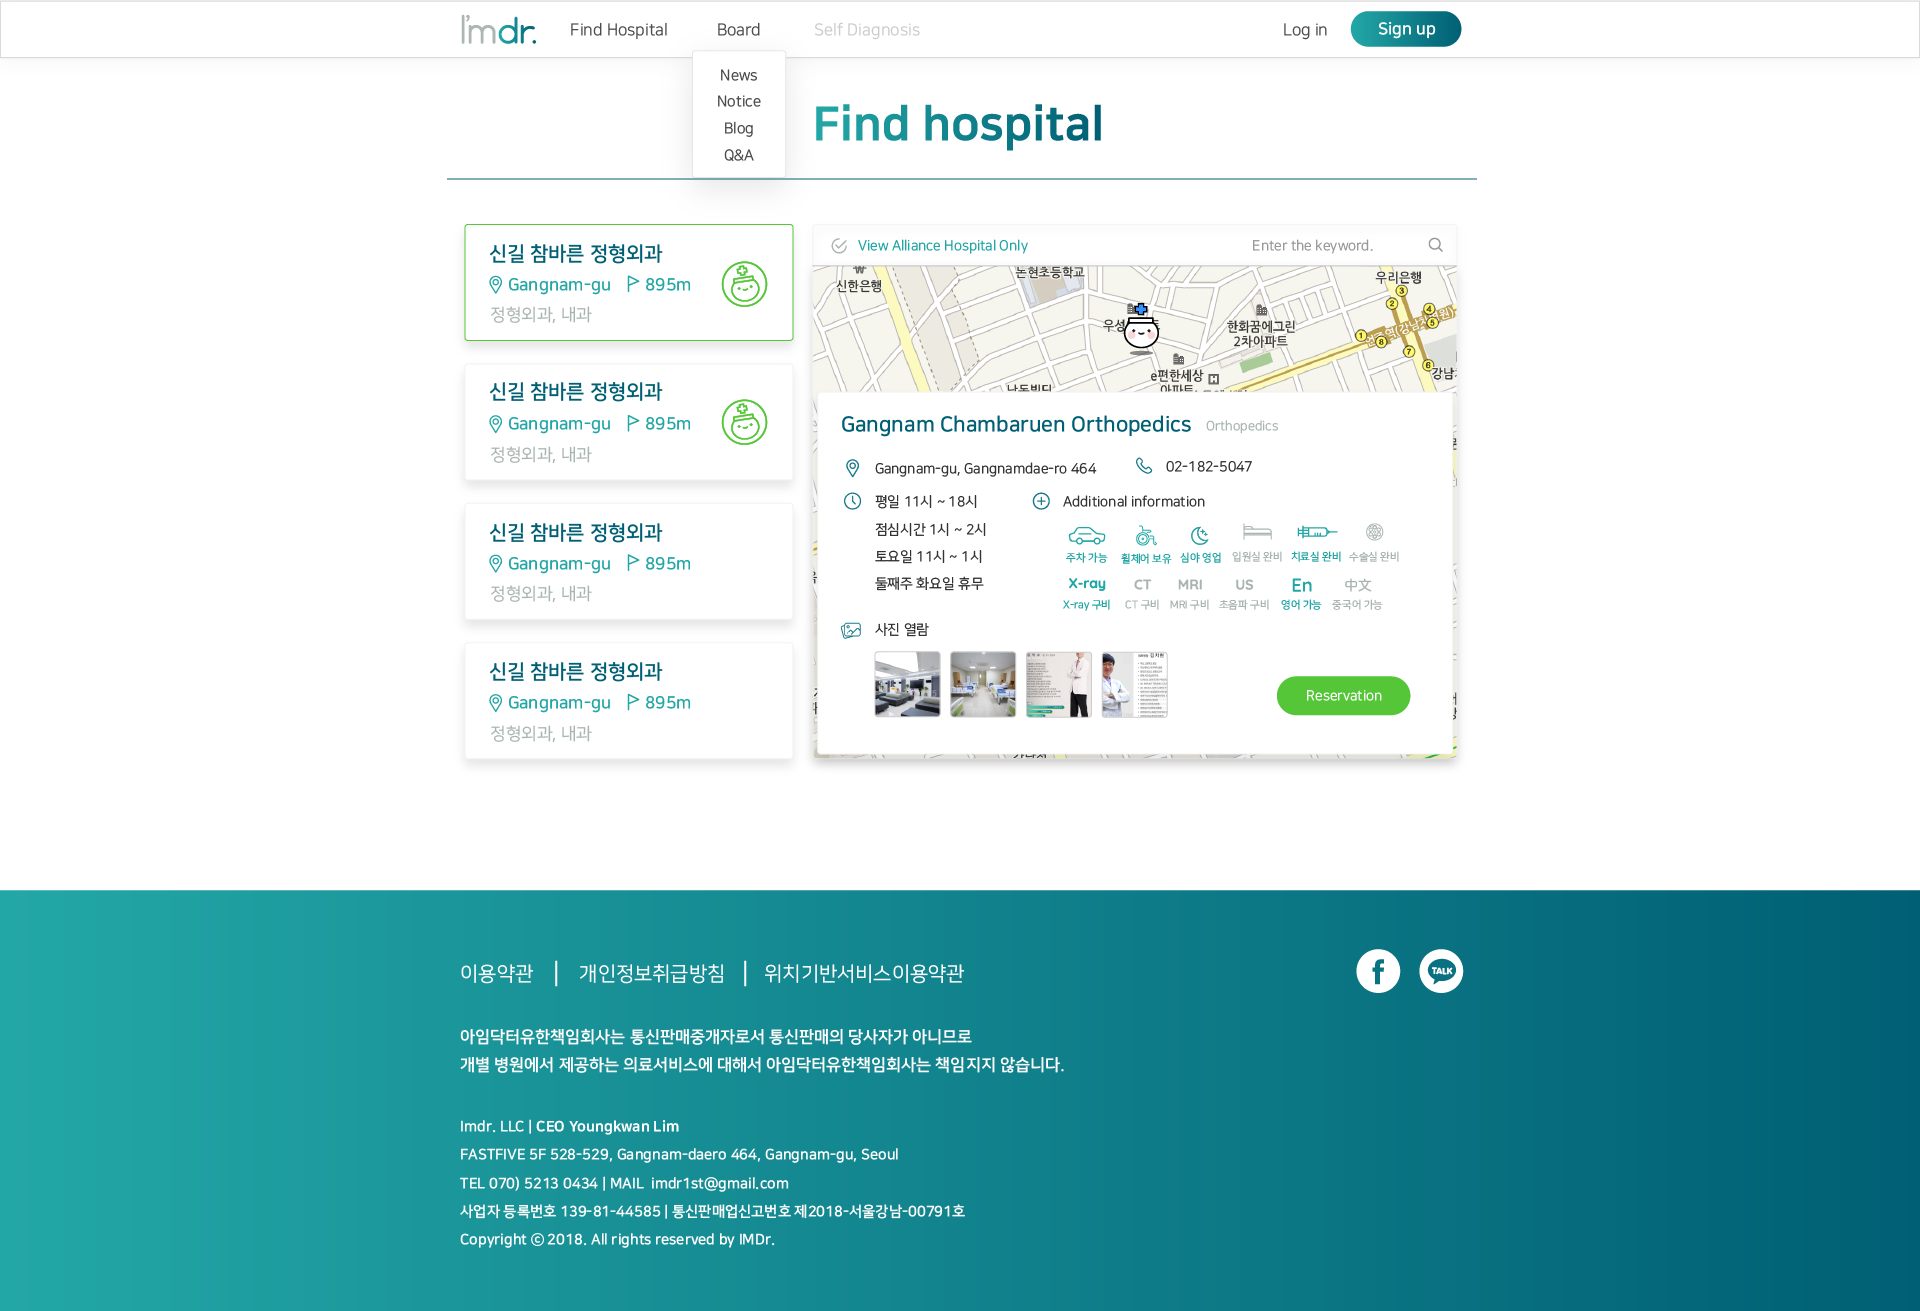 I'mdr.
Find Hospital
Board
Self Diagnosis
Log in
Sign up
News
Notice
Blog
Q&A
Find hospital
신길 참바른 정형외과
Gangnam-gu 895m
정형외과, 내과
신길 참바른 정형외과
Gangnam-gu 895m
정형외과, 내과
신길 참바른 정형외과
Gangnam-gu 895m
정형외과, 내과
신길 참바른 정형외과
Gangnam-gu 895m
정형외과, 내과
View Alliance Hospital Only
Enter the keyword.
논현초등학교
신한은행
우리은행
3
2
4
5
1
8
7
6
한화꿈에그린
2차아파트
e편한세상
아파트
Gangnam Chambaruen Orthopedics Orthopedics
Gangnam-gu, Gangnamdae-ro 464
02-182-5047
평일 11시 ~ 18시
점심시간 1시 ~ 2시
토요일 11시 ~ 1시
둘째주 화요일 휴무
Additional information
주차 가능
휠체어 보유
심야 영업
입원실 완비
치료실 완비
수술실 완비
X-ray CT MRI US En 中文
X-ray 구비
CT 구비
MRI 구비
초음파 구비
영어 가능
중국어 가능
사진 열람
김지원
Reservation
이용약관 | 개인정보취급방침 | 위치기반서비스이용약관
TALK
아임닥터유한책임회사는 통신판매중개자로서 통신판매의 당사자가 아니므로
개별 병원에서 제공하는 의료서비스에 대해서 아임닥터유한책임회사는 책임지지 않습니다.
Imdr. LLC | CEO Youngkwan Lim
FASTFIVE 5F 528-529, Gangnam-daero 464, Gangnam-gu, Seoul
TEL 070) 5213 0434 | MAIL imdr1st@gmail.com
사업자 등록번호 139-81-44585 | 통신판매업신고번호 제2018-서울강남-00791호
Copyright ⓒ 2018. All rights reserved by IMDr.